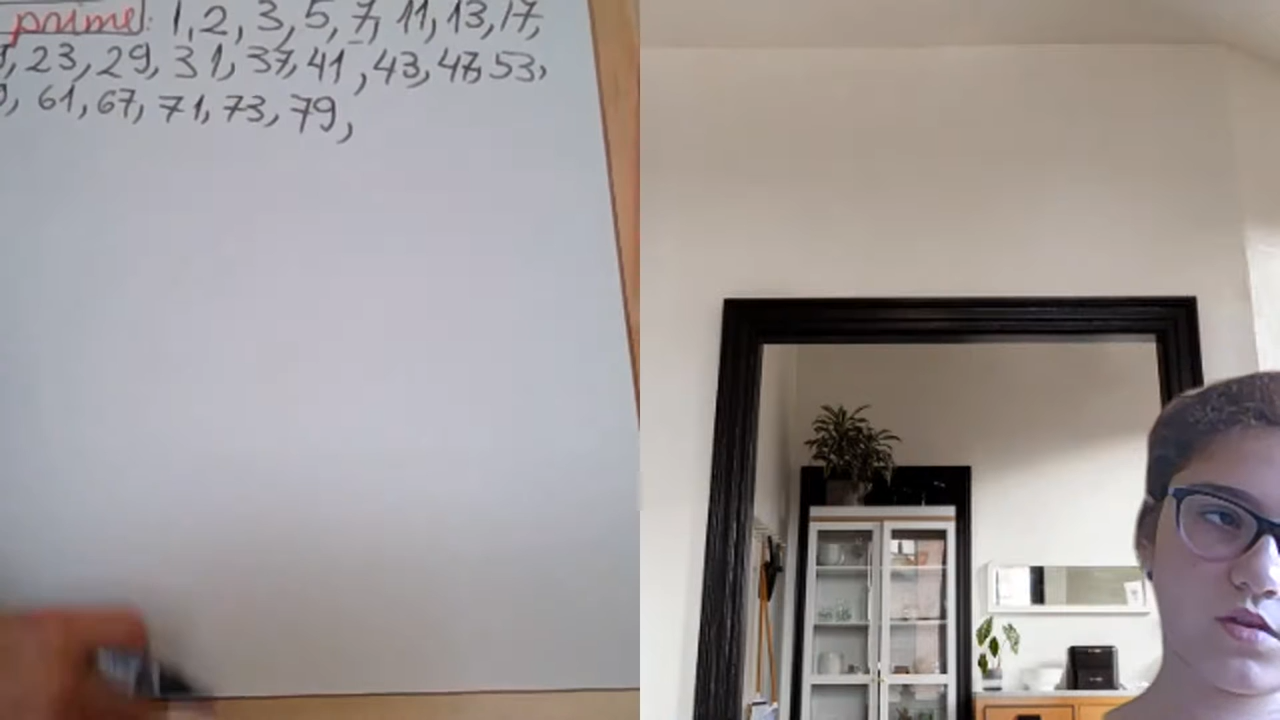 prime: 1, 2, 3, 5, 7, 11, 13, 17,
23, 29, 31, 37, 41, 43, 47, 53,
61, 67, 71, 73, 79,